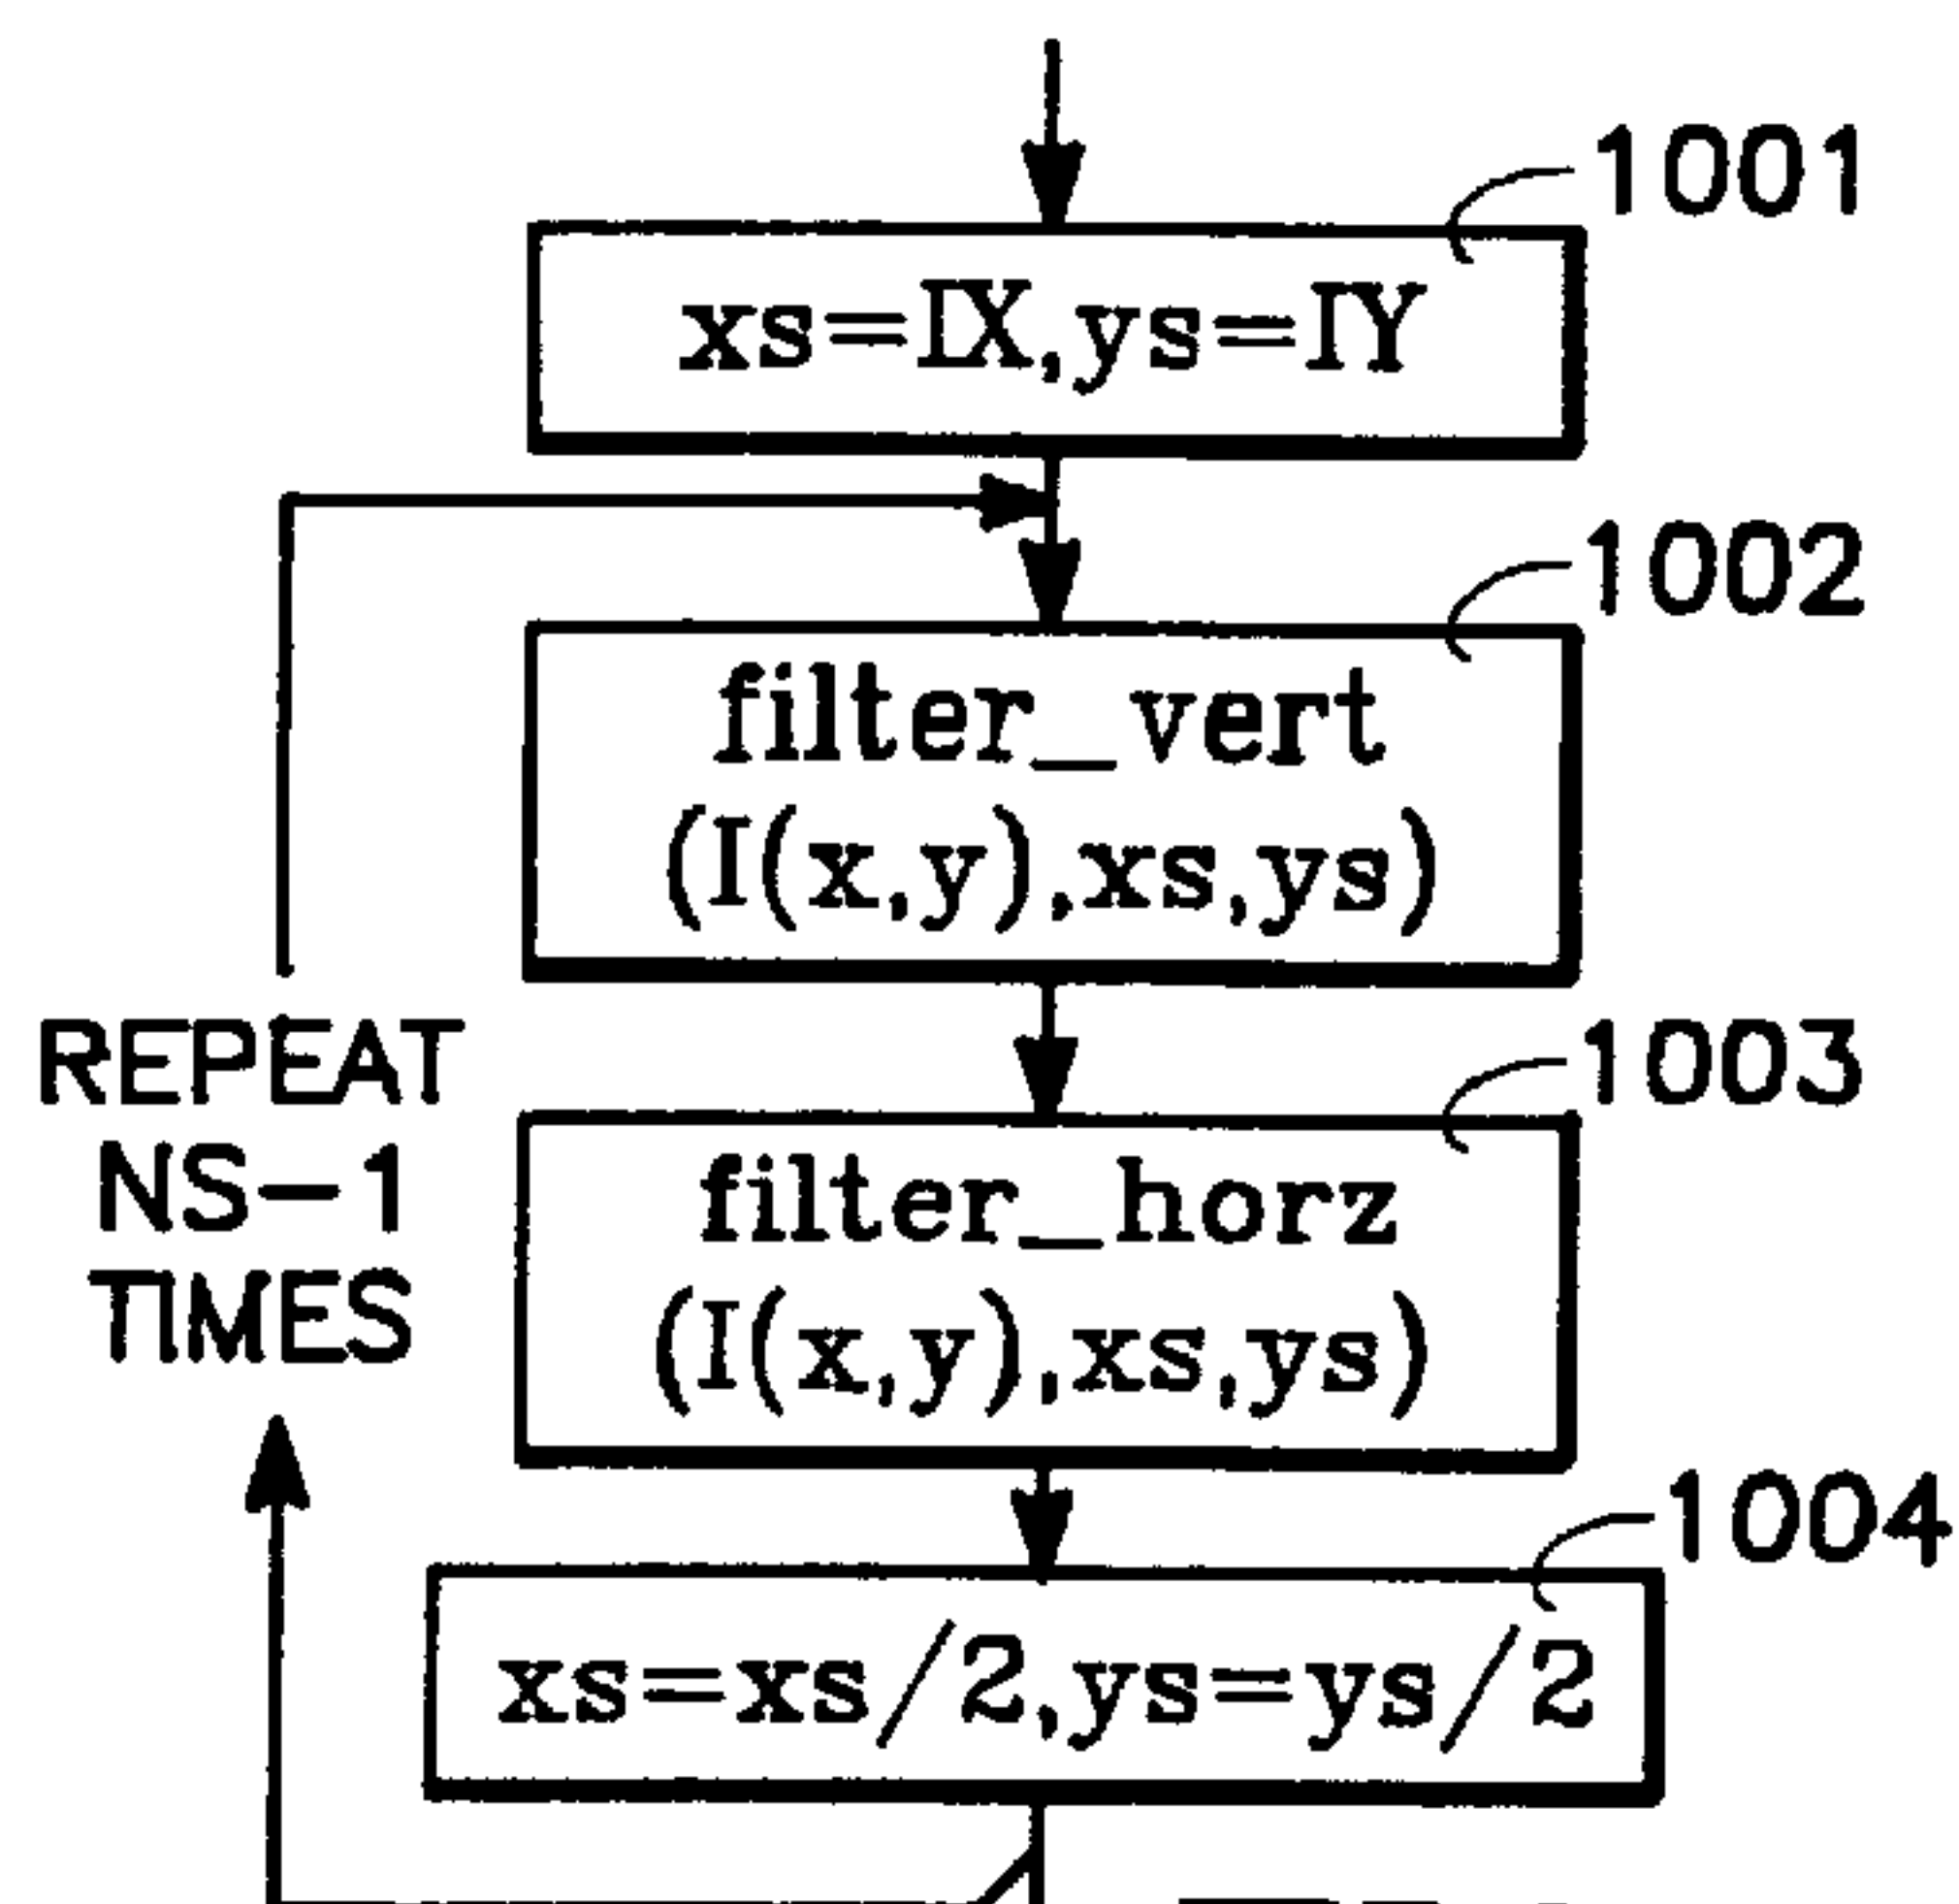 1001
xs=IX,ys=IY
1002
filter_vert
(I(x,y),xs,ys)
REPEAT
NS-1
TIMES
1003
filter_horz
(I(x,y),xs,ys)
1004
xs=xs/2,ys=ys/2